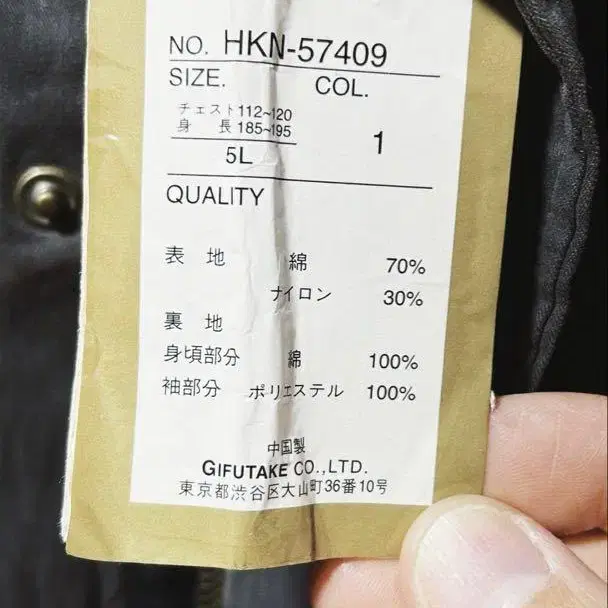 NO. HKN-57409
SIZE. COL.
チェスト112~120
身 長 185~195
5L 1
QUALITY
表 地 綿 70%
ナイロン 30%
裏 地
身頃部分 綿 100%
袖部分 ポリエステル 100%
中国製
GIFUTAKE CO.,LTD.
東京都渋谷区大山町36番10号